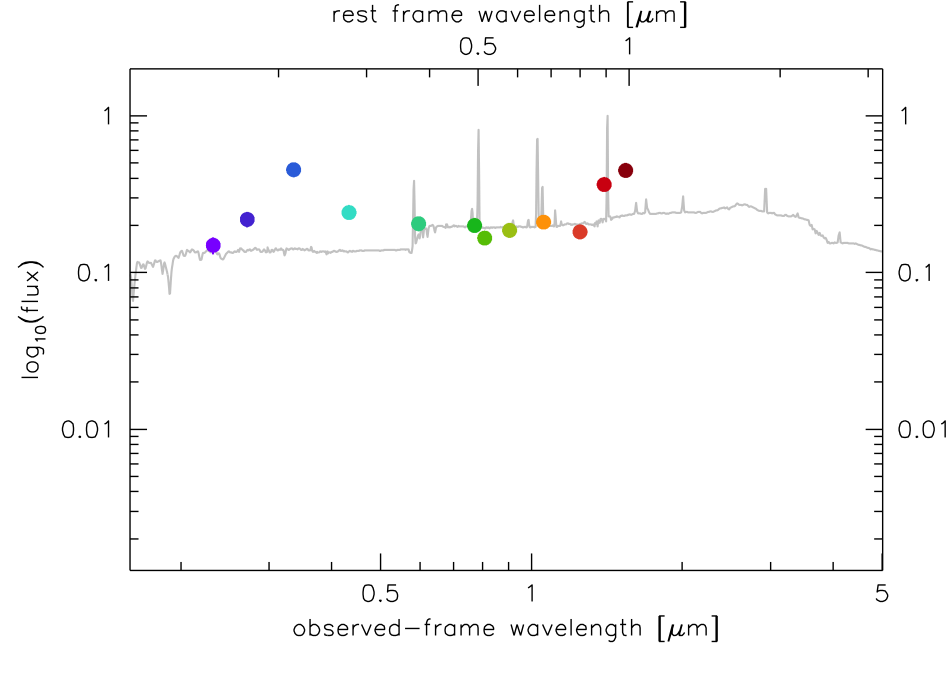 rest frame wavelength [μm]
0.5 1
1 1
0.1 0.1
log10(flux)
0.01 0.01
0.5 1 5
observed-frame wavelength [μm]